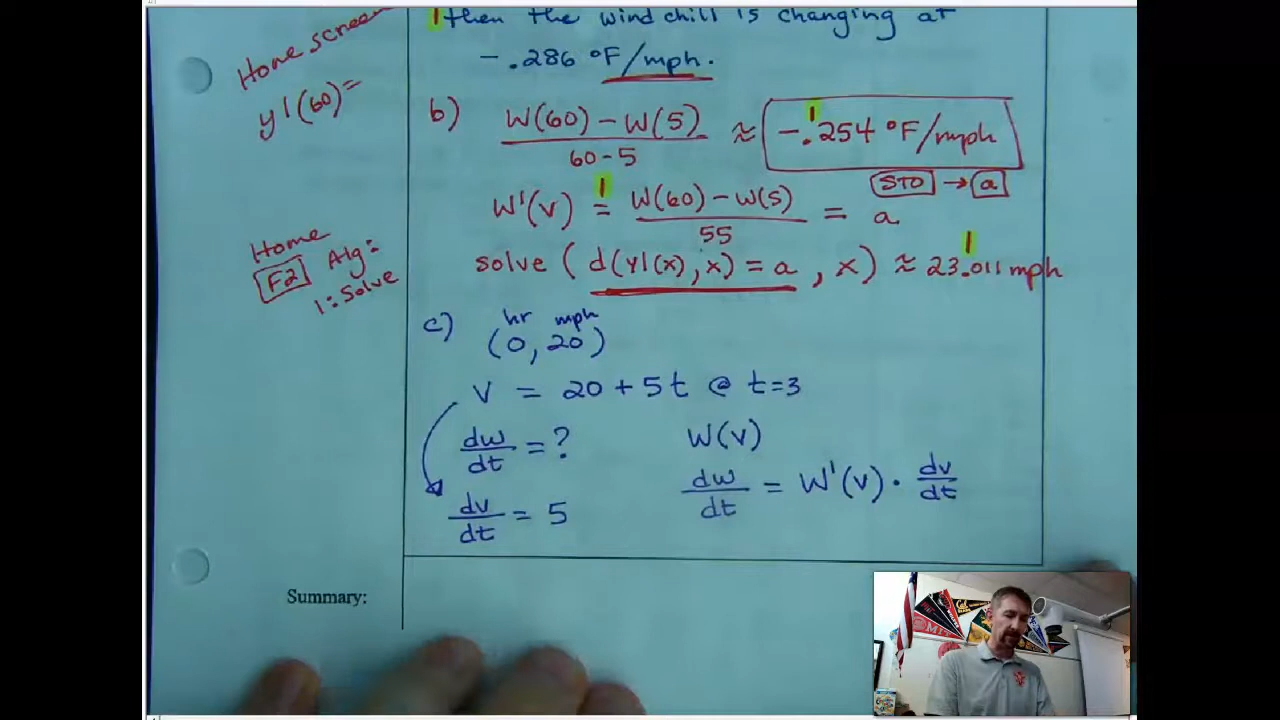 then the wind chill is changing at
-.286 °F/mph.
Home screen
y1(60)=
b) W(60)-W(5) / 60-5 ≈ -.254 °F/mph
STO → a
W'(v) = W(60)-W(5) / 55 = a
Home
F2 Alg:
1:Solve
solve ( d(y1(x),x) = a , x) ≈ 23.011 mph
c) hr mph
(0, 20)
v = 20 + 5t @ t=3
dw/dt = ? W(v)
dw/dt = W'(v) · dv/dt
dv/dt = 5
Summary:
MIT
Cal